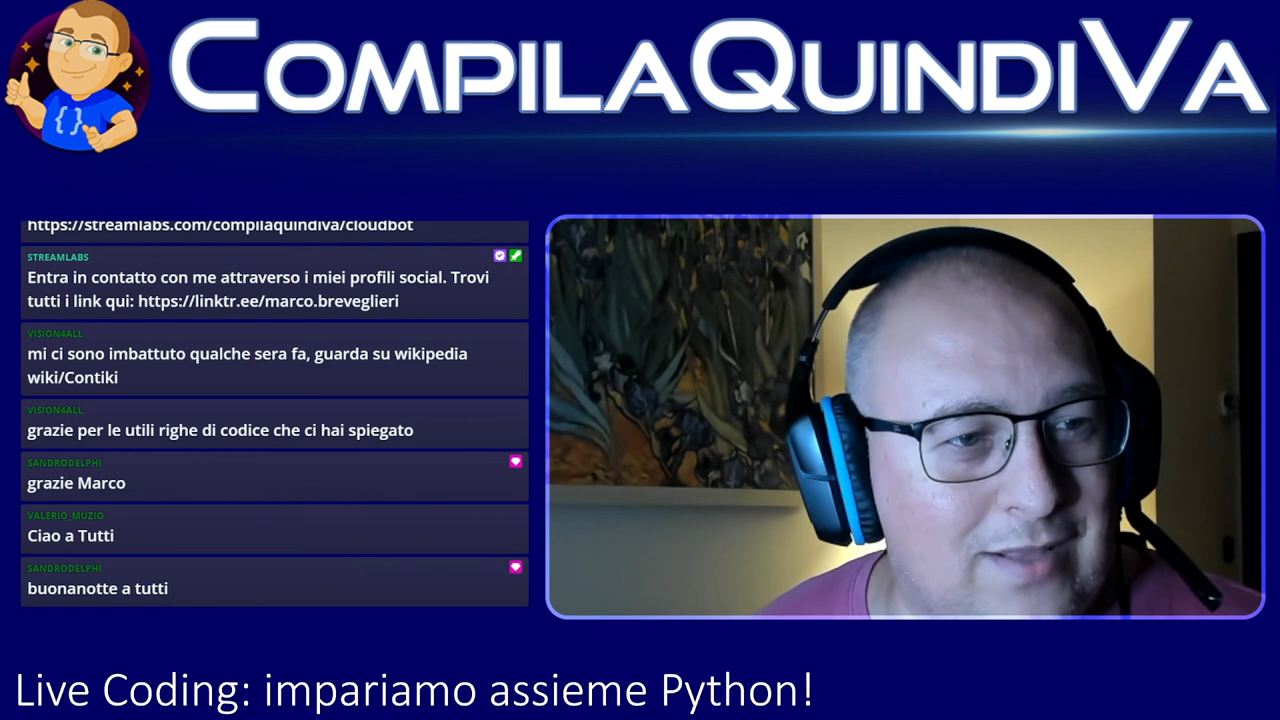 COMPILAQUINDIVA
{}
https://streamlabs.com/compilaquindiva/cloudbot
STREAMLABS
Entra in contatto con me attraverso i miei profili social. Trovi
tutti i link qui: https://linktr.ee/marco.breveglieri
VISION4ALL
mi ci sono imbattuto qualche sera fa, guarda su wikipedia
wiki/Contiki
VISION4ALL
grazie per le utili righe di codice che ci hai spiegato
SANDRODELPHI
grazie Marco
VALERIO_MUZIO
Ciao a Tutti
SANDRODELPHI
buonanotte a tutti
Live Coding: impariamo assieme Python!